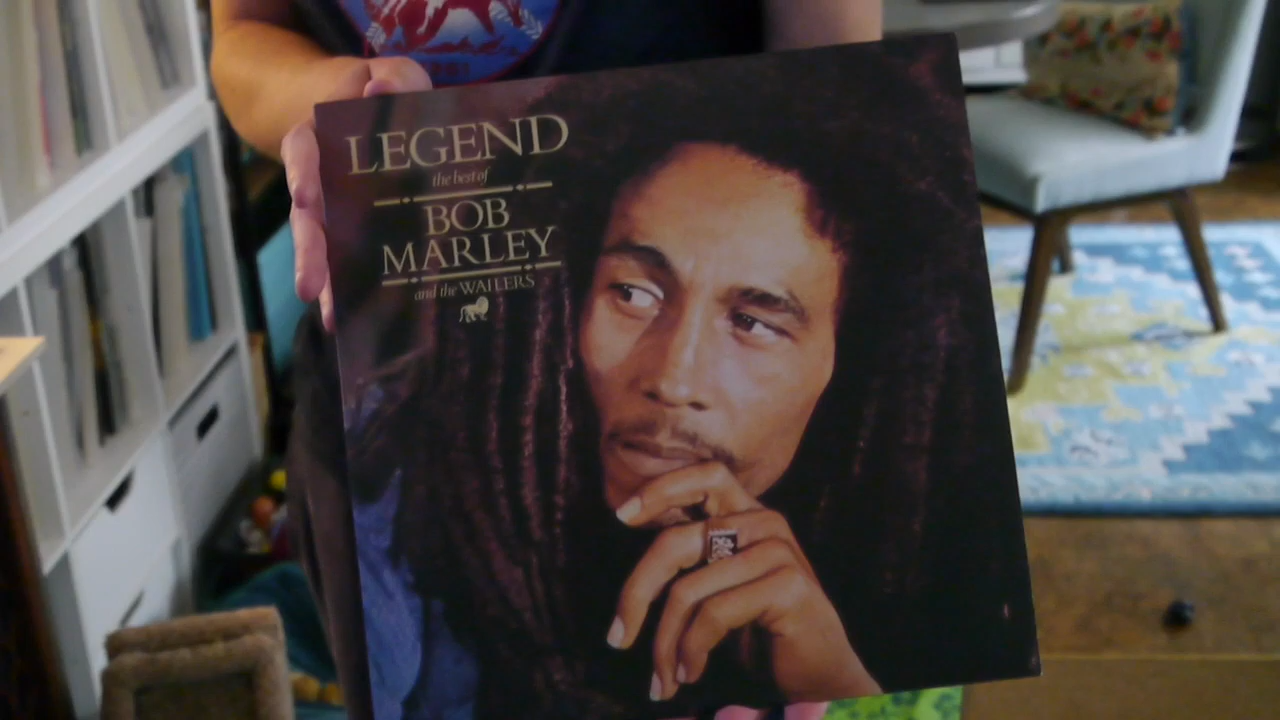 LEGEND
the best of
BOB
MARLEY
and the WAILERS